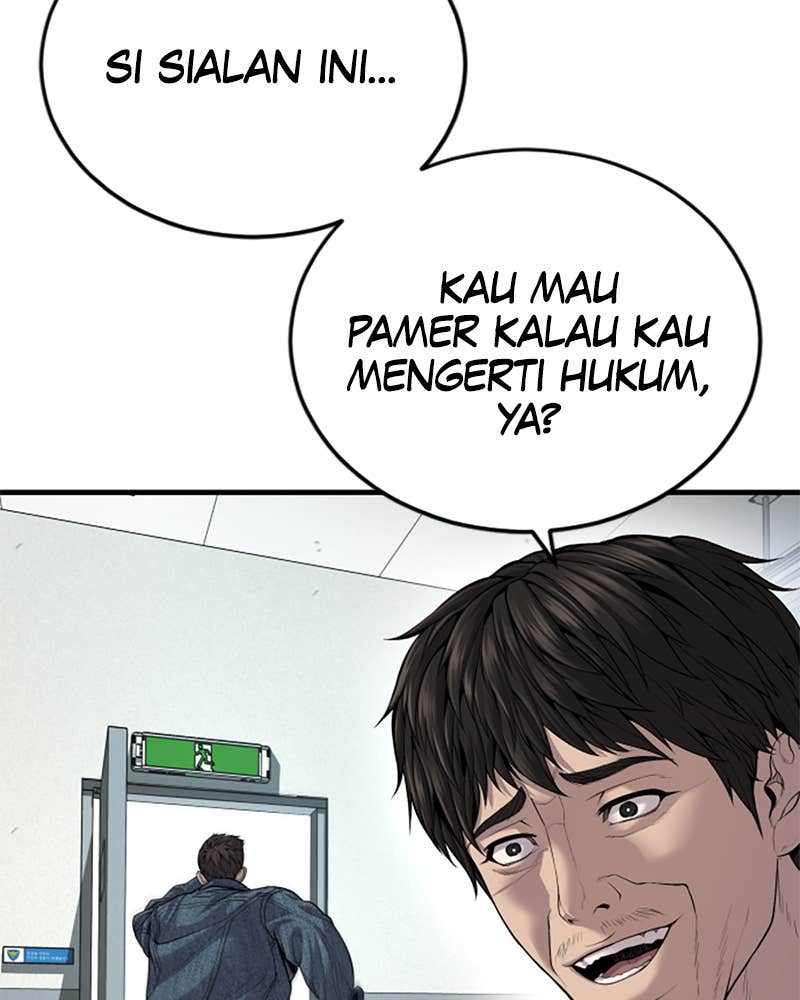 SI SIALAN INI...
KAU MAU
PAMER KALAU KAU
MENGERTI HUKUM,
YA?